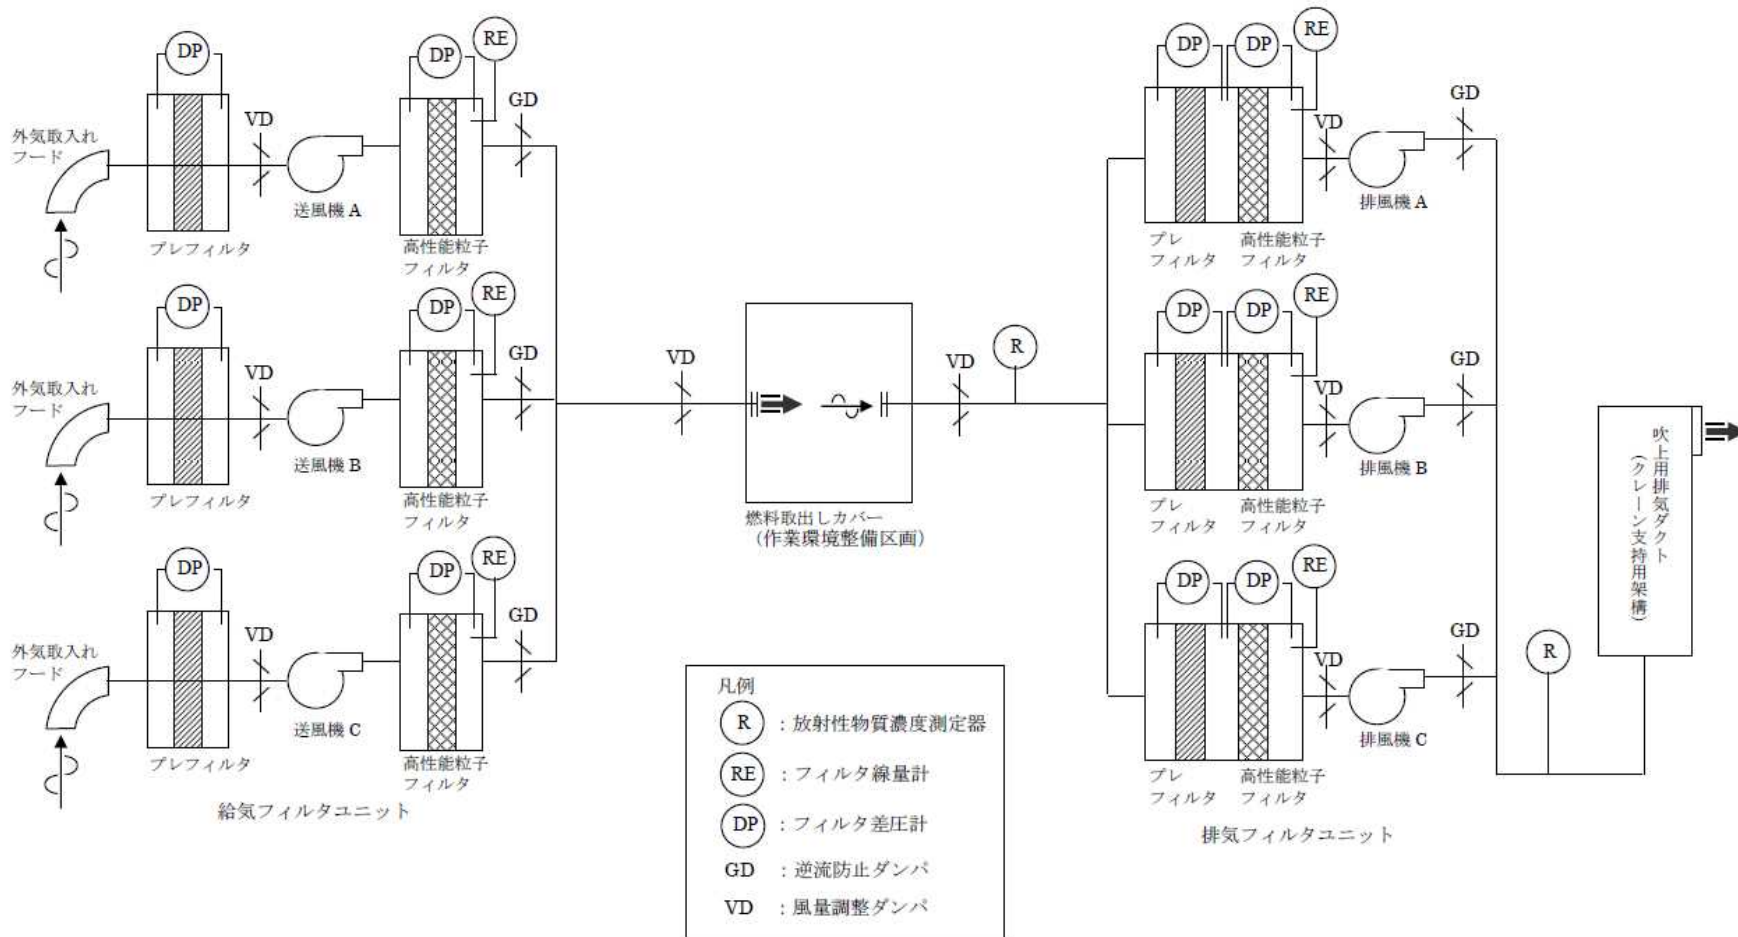 DP
DP
RE
VD
GD
外気取入れ
フード
送風機 A
プレフィルタ
高性能粒子
フィルタ
DP
DP
RE
VD
GD
外気取入れ
フード
送風機 B
プレフィルタ
高性能粒子
フィルタ
DP
DP
RE
VD
GD
外気取入れ
フード
送風機 C
プレフィルタ
高性能粒子
フィルタ
給気フィルタユニット
VD
燃料取出しカバー
(作業環境整備区画)
VD
R
DP
DP
RE
VD
GD
排風機 A
プレ
フィルタ
高性能粒子
フィルタ
DP
DP
RE
VD
GD
排風機 B
プレ
フィルタ
高性能粒子
フィルタ
DP
DP
RE
VD
GD
排風機 C
プレ
フィルタ
高性能粒子
フィルタ
排気フィルタユニット
R
吹上用排気ダクト
(クレーン支持用架構)
凡例
R :放射性物質濃度測定器
RE :フィルタ線量計
DP :フィルタ差圧計
GD :逆流防止ダンパ
VD :風量調整ダンパ